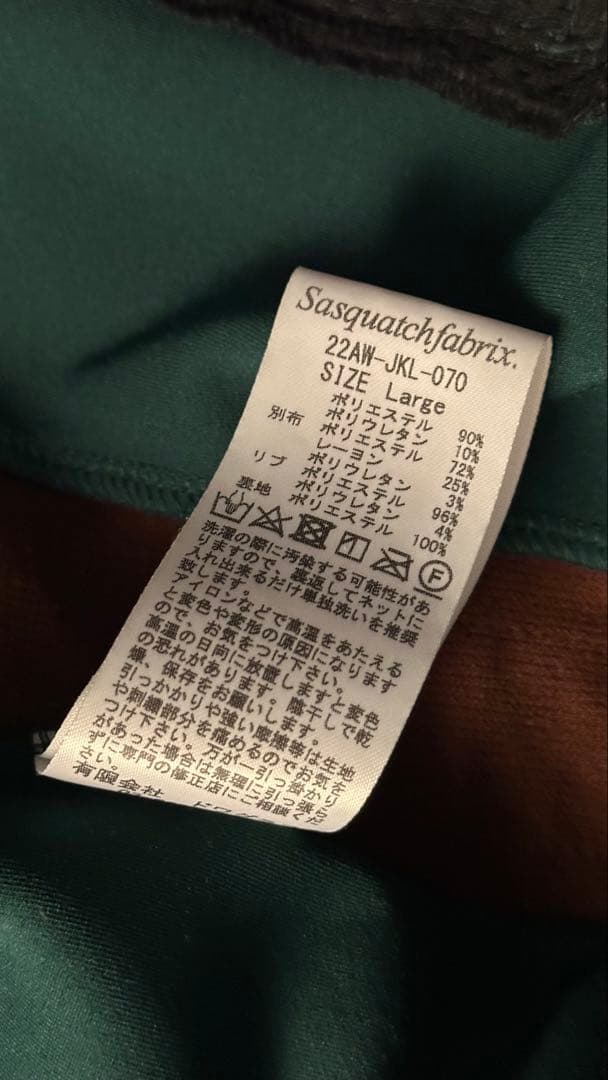 Sasquatchfabrix.
22AW-JKL-070
SIZE Large
ポリエステル 90%
ポリウレタン 10%
別布 ポリエステル 72%
レーヨン 25%
ポリウレタン 3%
リブ ポリエステル 96%
ポリウレタン 4%
裏地 ポリエステル 100%
F
洗濯の際に汚染する可能性があ
りますので、裏返してネットに
入れ出来るだけ単独洗いを推奨
致します。
アイロンなどで高温をあたえる
と変色や変形の原因になります
ので、お気をつけ下さい。
高温の日向に放置しますと変色
の恐れがあります。陰干しで乾
燥、保存をお願いします。
引っかかりや強い摩擦等は生地
や刺繍部分を痛めるのでお気を
つけ下さい。万が一引っ掛かり
があった場合は無理に引っ張ら
ずに専門の修正店にご相談くだ
さい。
有限会社